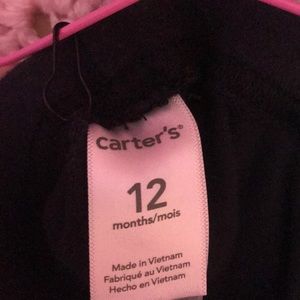 carter's®
12
months/mois
Made in Vietnam
Fabriqué au Vietnam
Hecho en Vietnam